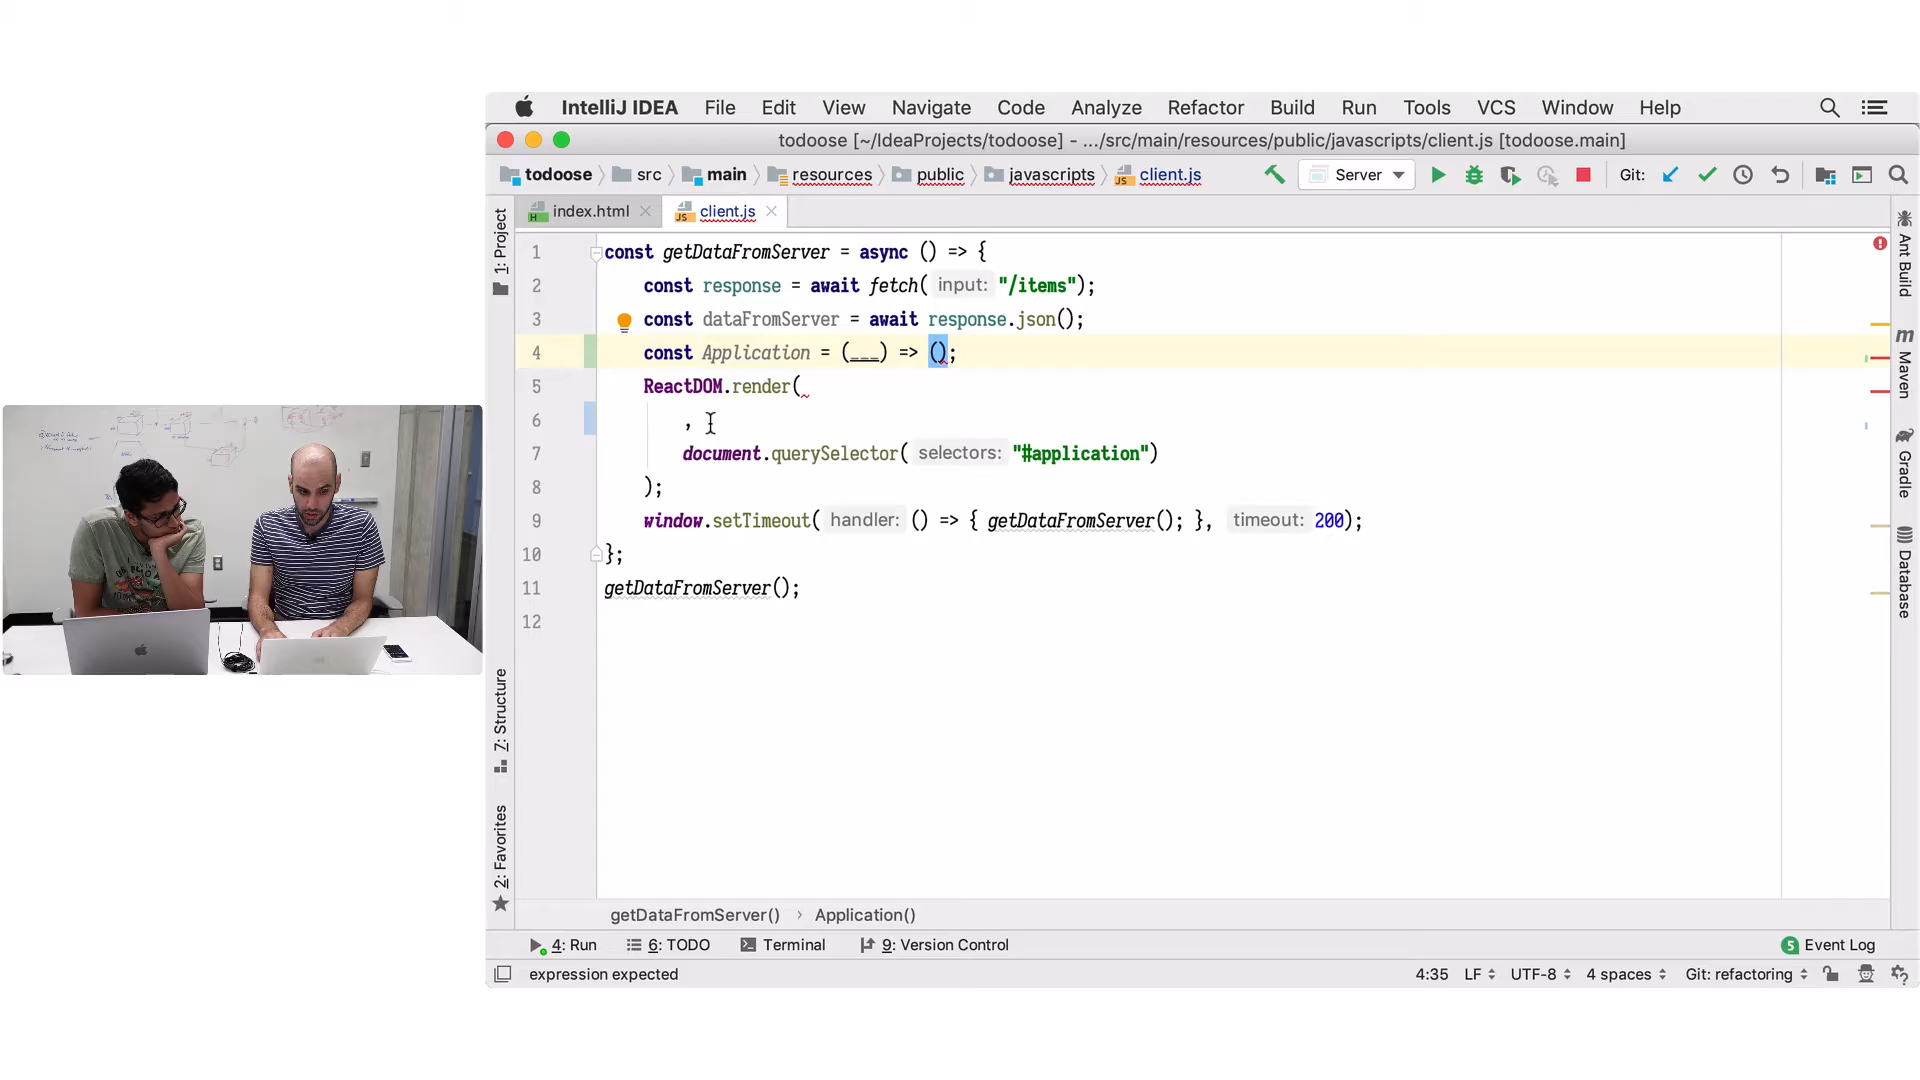 IntelliJ IDEA File Edit View Navigate Code Analyze Refactor Build Run Tools VCS Window Help
todoose [~/IdeaProjects/todoose] - .../src/main/resources/public/javascripts/client.js [todoose.main]
todoose src main resources public javascripts client.js Server Git:
index.html client.js
1: Project
Ant Build
Maven
Gradle
Database
1 const getDataFromServer = async () => {
2 const response = await fetch( input: "/items");
3 const dataFromServer = await response.json();
4 const Application = (___) => ();
5 ReactDOM.render(
6 ,
7 document.querySelector( selectors: "#application")
8 );
9 window.setTimeout( handler: () => { getDataFromServer(); }, timeout: 200);
10 };
11 getDataFromServer();
12
7: Structure
2: Favorites
getDataFromServer() › Application()
4: Run 6: TODO Terminal 9: Version Control 5 Event Log
expression expected 4:35 LF UTF-8 4 spaces Git: refactoring